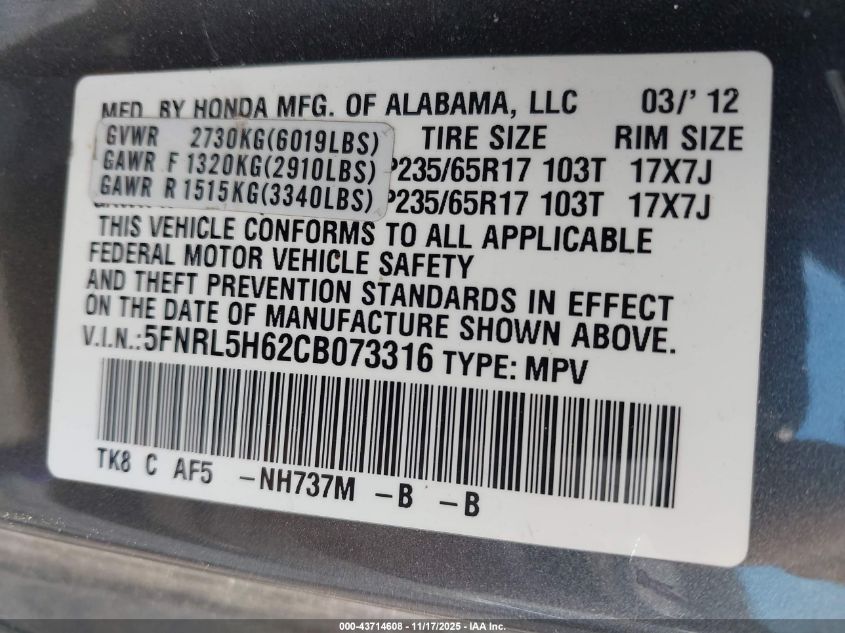 MFD. BY HONDA MFG. OF ALABAMA, LLC 03/' 12
GVWR 2730KG(6019LBS) TIRE SIZE RIM SIZE
GAWR F 1320KG(2910LBS) P235/65R17 103T 17X7J
GAWR R 1515KG(3340LBS) P235/65R17 103T 17X7J
THIS VEHICLE CONFORMS TO ALL APPLICABLE
FEDERAL MOTOR VEHICLE SAFETY
AND THEFT PREVENTION STANDARDS IN EFFECT
ON THE DATE OF MANUFACTURE SHOWN ABOVE.
V.I.N.:5FNRL5H62CB073316 TYPE: MPV
TK8 C AF5 -NH737M -B -B
000-43714608 — 11/17/2025 — IAA Inc.